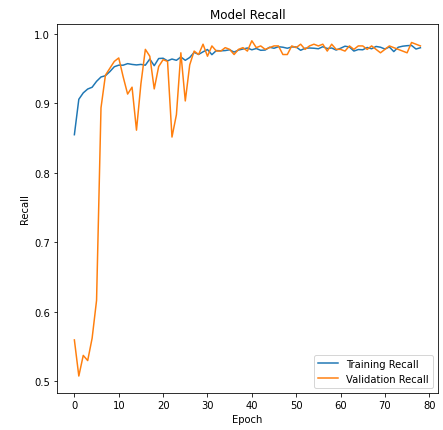 Model Recall
1.0
0.9
0.8
0.7
0.6
0.5
Recall
0 10 20 30 40 50 60 70 80
Epoch
Training Recall
Validation Recall